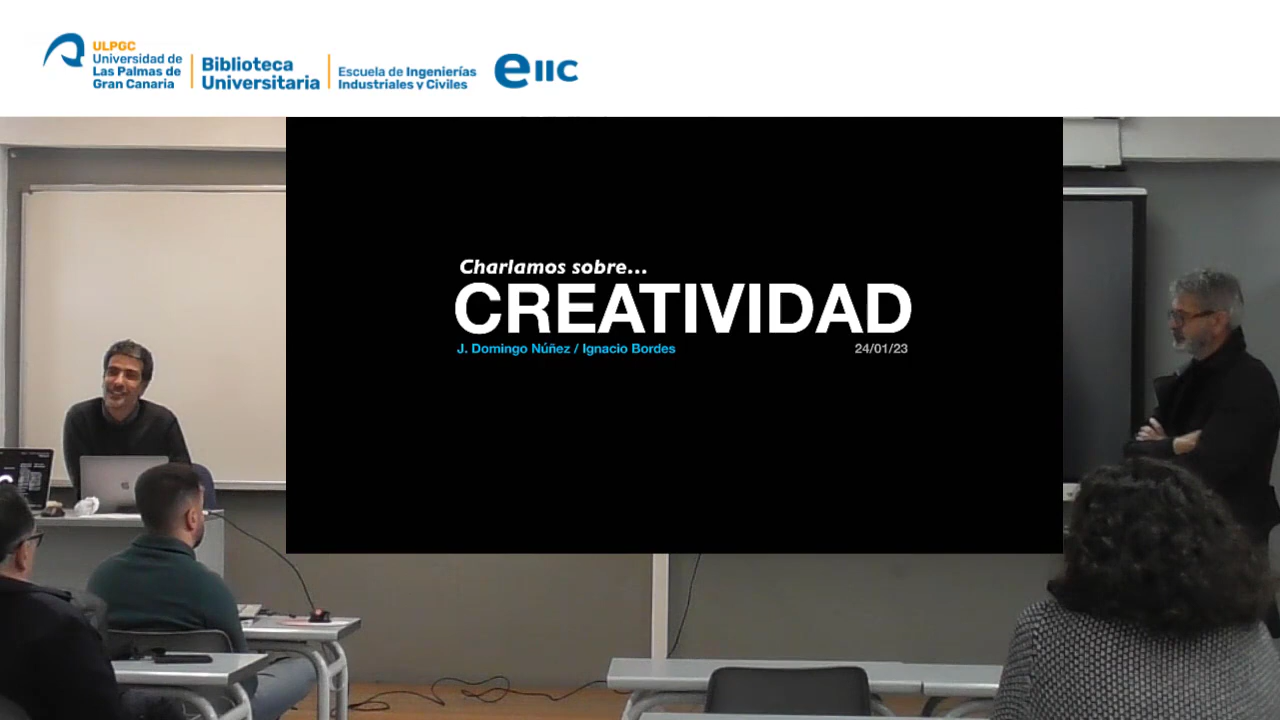 ULPGC
Universidad de
Las Palmas de
Gran Canaria
Biblioteca
Universitaria
Escuela de Ingenierías
Industriales y Civiles
eiic
Charlamos sobre...
CREATIVIDAD
J. Domingo Núñez / Ignacio Bordes
24/01/23